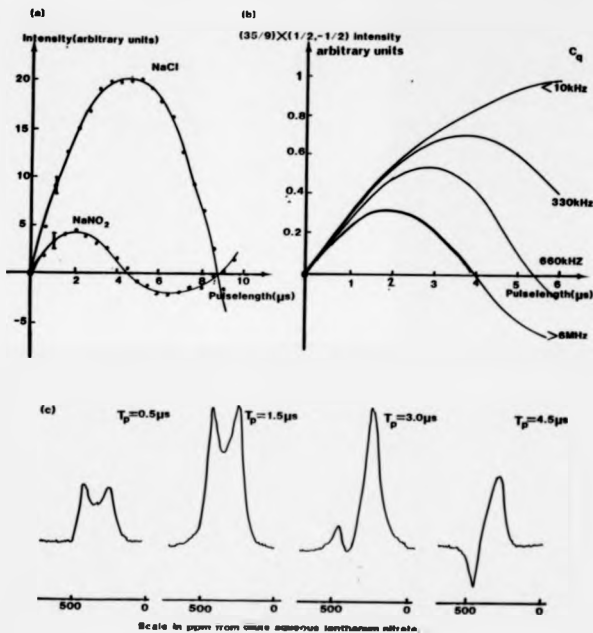 (a)
Intensity(arbitrary units)
NaCl
20
15
10
5
-5
NaNO2
2 4 6 8 10
Pulselength(μs)
(b)
(35/9)X(1/2,-1/2) Intensity
arbitrary units
Cq
1
0.8
0.6
0.4
0.2
<10kHz
330kHz
660kHZ
>6MHz
1 2 3 4 5 6
Pulselength(μs)
(c)
Tp=0.5μs Tp=1.5μs Tp=3.0μs Tp=4.5μs
500 0 500 0 500 0 500 0
Scale in ppm from aqueous lanthanum nitrate.